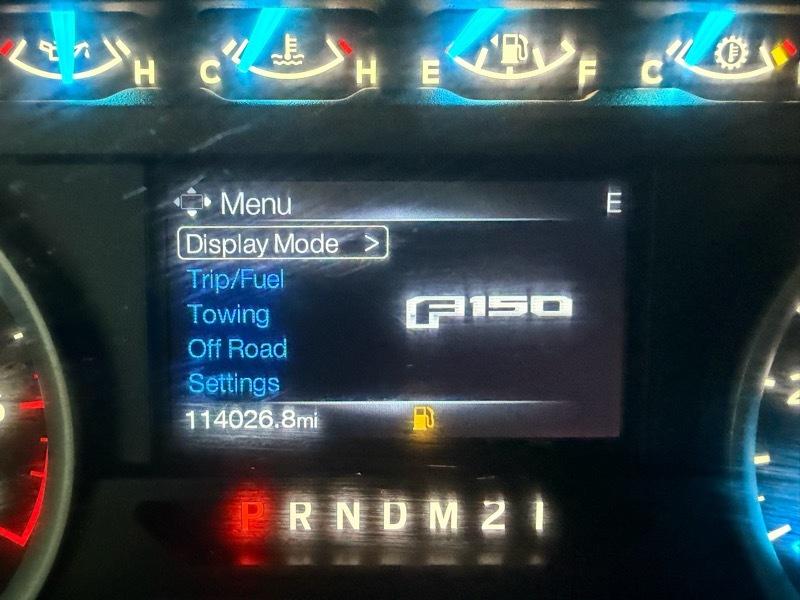 H C H E F C
Menu E
Display Mode >
Trip/Fuel
Towing
Off Road
Settings
F150
114026.8mi
P R N D M 2 1